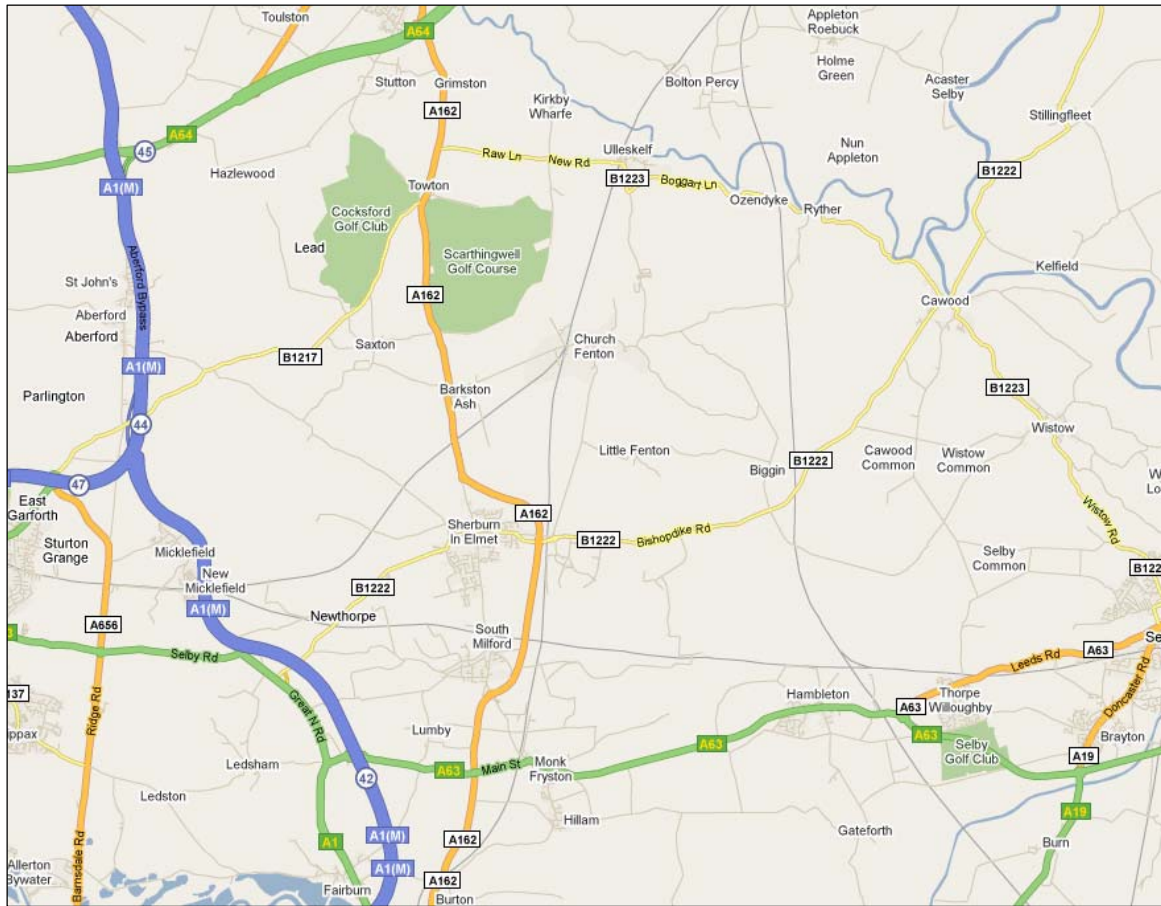 Toulston
A64
Appleton
Roebuck
Holme
Green
Stutton
Grimston
Bolton Percy
Acaster
Selby
Kirkby
Wharfe
A162
Stillingfleet
A64
45
Raw Ln
New Rd
Ulleskelf
Nun
Appleton
Hazlewood
A1(M)
Towton
B1223
Boggart Ln
B1222
Ozendyke
Ryther
Cocksford
Golf Club
Lead
Scarthingwell
Golf Course
Aberford Bypass
Kelfield
St John's
A162
Cawood
Aberford
Aberford
Saxton
Church
Fenton
B1217
A1(M)
Barkston
Ash
B1223
Parlington
44
Wistow
Little Fenton
Cawood
Common
Wistow
Common
Biggin
B1222
47
East
Garforth
A162
Sherburn
In Elmet
B1222
Bishopdike Rd
Wistow Rd
Sturton
Grange
Micklefield
Selby
Common
New
Micklefield
B1222
A1(M)
Newthorpe
A656
South
Milford
Selby Rd
Leeds Rd
A63
Doncaster Rd
137
Ridge Rd
Great N Rd
Hambleton
Thorpe
Willoughby
A63
Lumby
A63
A63
Brayton
Selby
Golf Club
A19
Ledsham
42
A63
Main St
Monk
Fryston
Ledston
Hillam
A19
A1
A1(M)
A162
Gateforth
Burn
Barnsdale Rd
Allerton
Bywater
A1(M)
A162
Fairburn
Burton